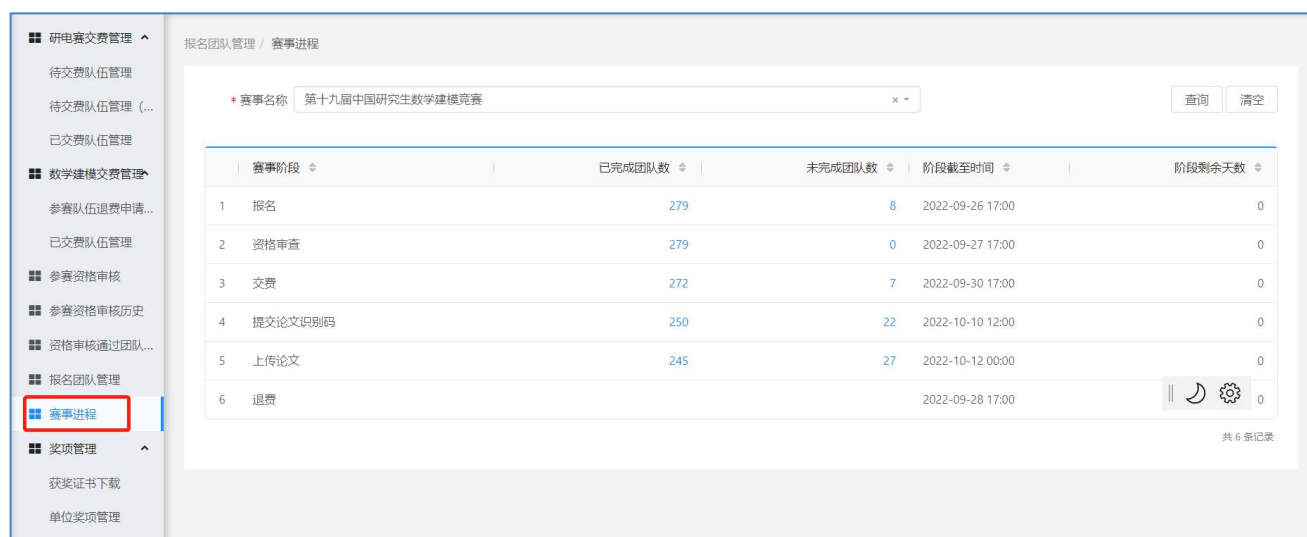 研电赛交费管理
待交费队伍管理
待交费队伍管理（...
已交费队伍管理
数学建模交费管理
参赛队伍退费申请...
已交费队伍管理
参赛资格审核
参赛资格审核历史
资格审核通过团队...
报名团队管理
赛事进程
奖项管理
获奖证书下载
单位奖项管理
报名团队管理 / 赛事进程
* 赛事名称 第十九届中国研究生数学建模竞赛 × 查询 清空
赛事阶段 已完成团队数 未完成团队数 阶段截至时间 阶段剩余天数
1 报名 279 8 2022-09-26 17:00 0
2 资格审查 279 0 2022-09-27 17:00 0
3 交费 272 7 2022-09-30 17:00 0
4 提交论文识别码 250 22 2022-10-10 12:00 0
5 上传论文 245 27 2022-10-12 00:00 0
6 退费 2022-09-28 17:00 0
共 6 条记录